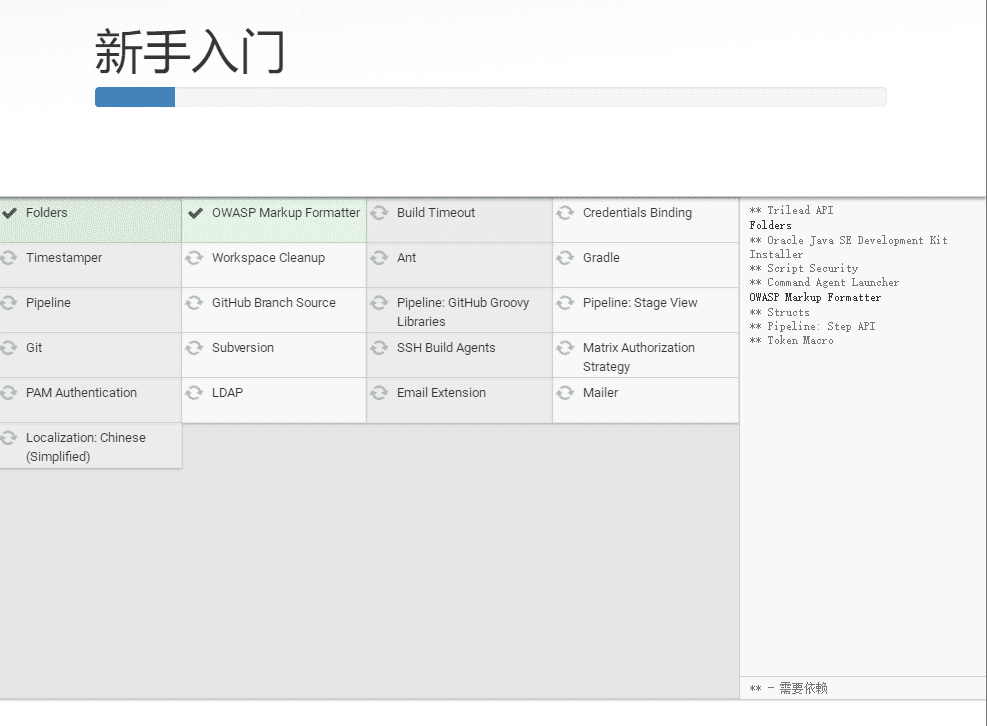 新手入门
Folders
OWASP Markup Formatter
Build Timeout
Credentials Binding
Timestamper
Workspace Cleanup
Ant
Gradle
Pipeline
GitHub Branch Source
Pipeline: GitHub Groovy
Libraries
Pipeline: Stage View
Git
Subversion
SSH Build Agents
Matrix Authorization
Strategy
PAM Authentication
LDAP
Email Extension
Mailer
Localization: Chinese
(Simplified)
** Trilead API
Folders
** Oracle Java SE Development Kit
Installer
** Script Security
** Command Agent Launcher
OWASP Markup Formatter
** Structs
** Pipeline: Step API
** Token Macro
** - 需要依赖